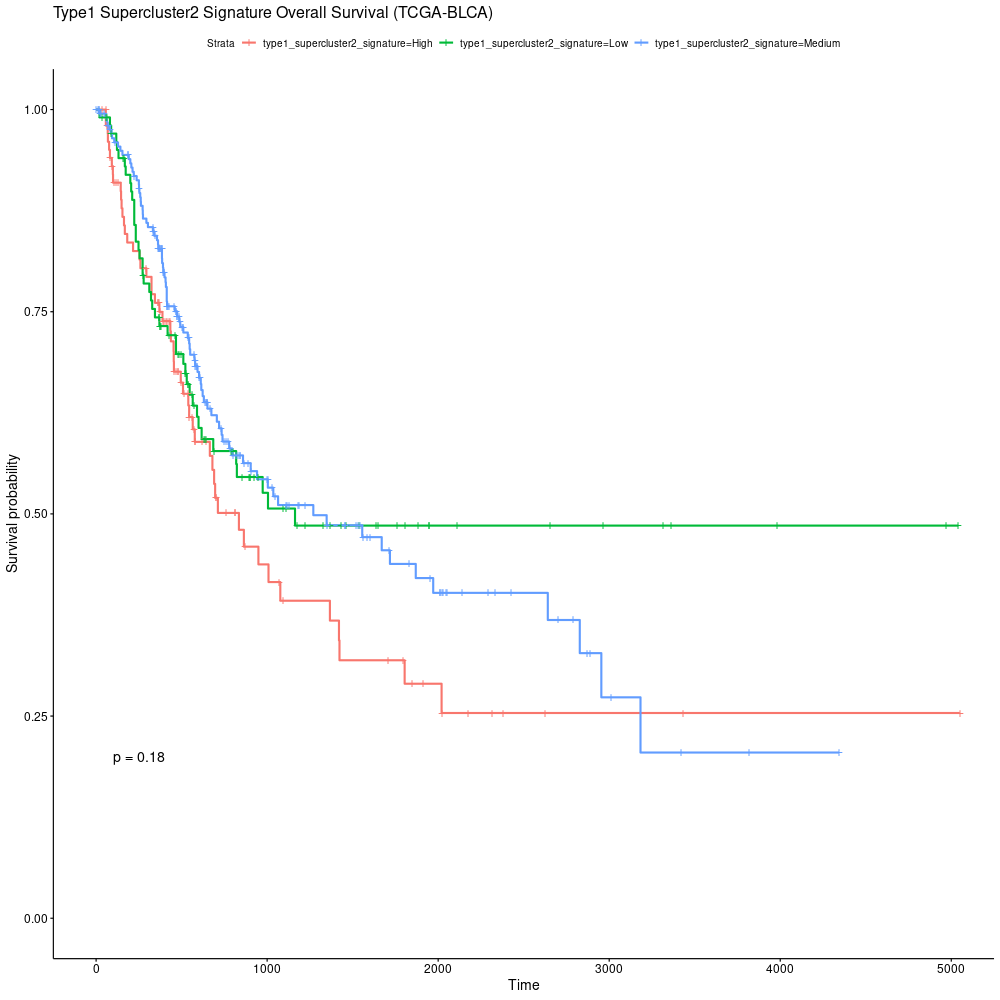 Type1 Supercluster2 Signature Overall Survival (TCGA-BLCA)
Strata type1_supercluster2_signature=High type1_supercluster2_signature=Low type1_supercluster2_signature=Medium
1.00
0.75
0.50
0.25
0.00
Survival probability
p = 0.18
0 1000 2000 3000 4000 5000
Time